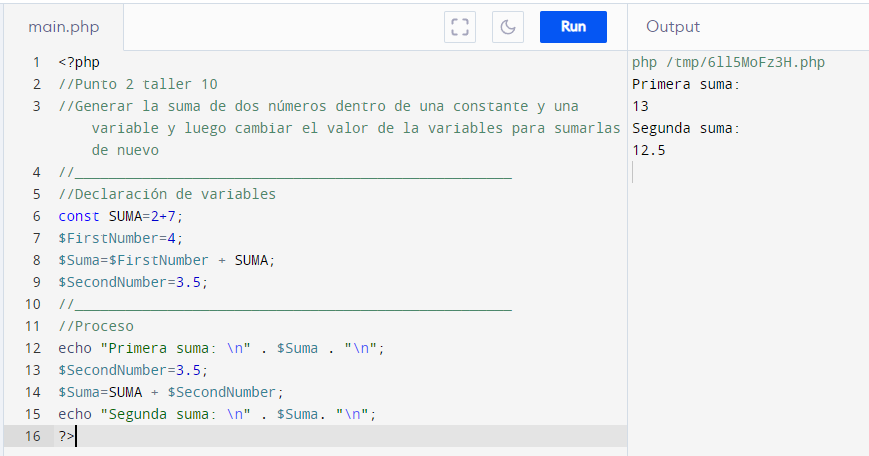 main.php
Run
Output
1 <?php
2 //Punto 2 taller 10
3 //Generar la suma de dos números dentro de una constante y una
variable y luego cambiar el valor de la variables para sumarlas
de nuevo
4 //____________________________________________________
5 //Declaración de variables
6 const SUMA=2+7;
7 $FirstNumber=4;
8 $Suma=$FirstNumber + SUMA;
9 $SecondNumber=3.5;
10 //____________________________________________________
11 //Proceso
12 echo "Primera suma: \n" . $Suma . "\n";
13 $SecondNumber=3.5;
14 $Suma=SUMA + $SecondNumber;
15 echo "Segunda suma: \n" . $Suma. "\n";
16 ?>
php /tmp/6ll5MoFz3H.php
Primera suma:
13
Segunda suma:
12.5